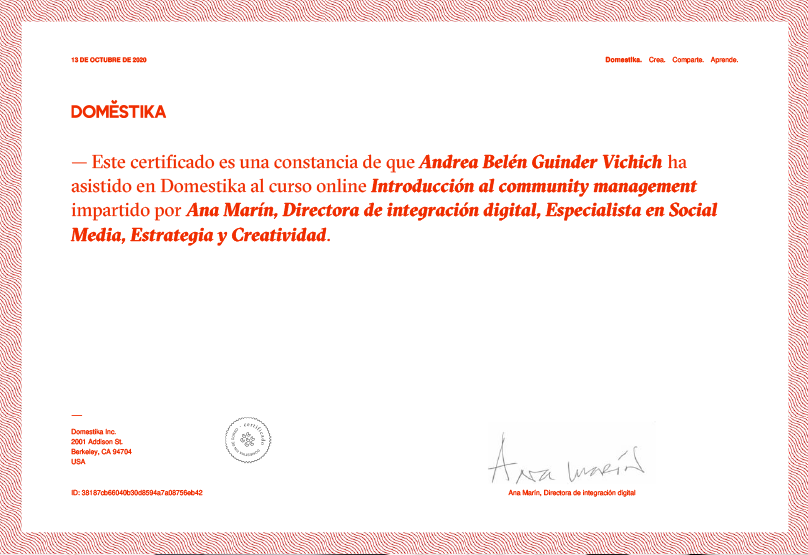 13 DE OCTUBRE DE 2020
Domestika. Crea. Comparte. Aprende.
DOMĔSTIKA
— Este certificado es una constancia de que Andrea Belén Guinder Vichich ha
asistido en Domestika al curso online Introducción al community management
impartido por Ana Marín, Directora de integración digital, Especialista en Social
Media, Estrategia y Creatividad.
—
Domestika Inc.
2001 Addison St.
Berkeley, CA 94704
USA
certificado
Ana Marín
ID: 38187cb66040b30d8594a7a08756eb42
Ana Marín, Directora de integración digital